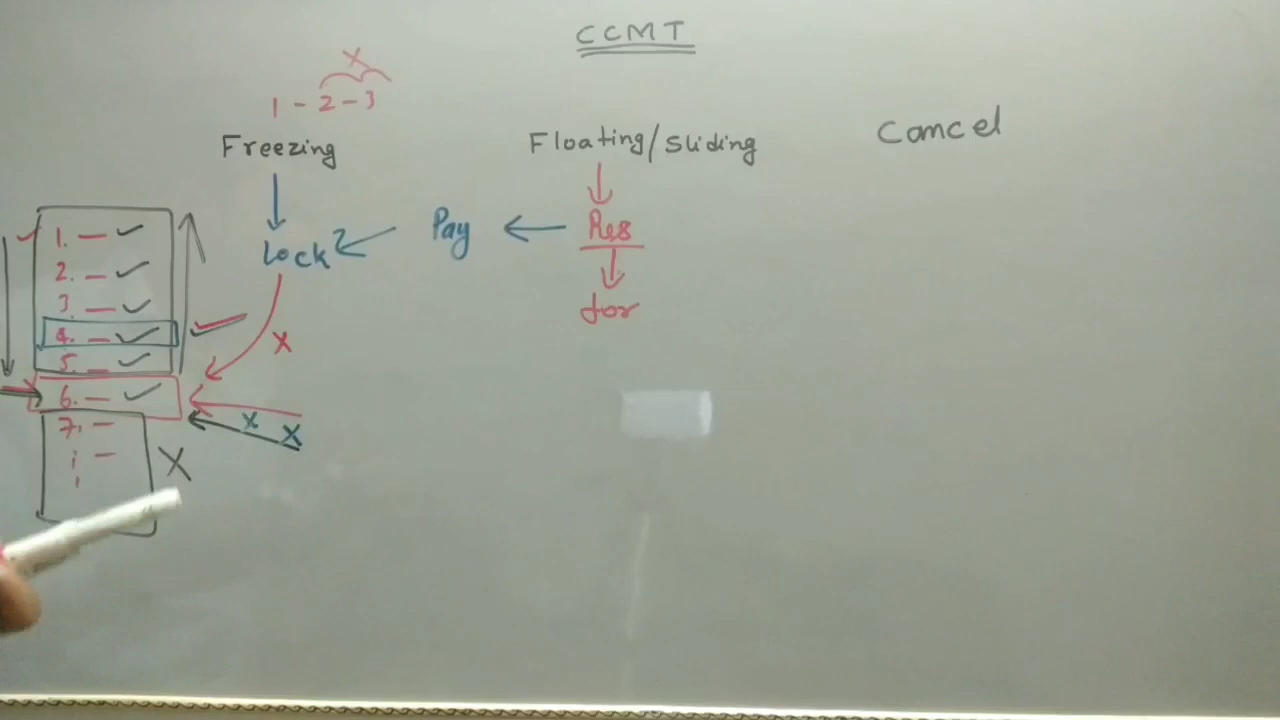 CCMT
x
1 - 2 - 3
Freezing
Floating/Sliding
Cancel
Lock
Pay
Res
for
1. — ✓
2. — ✓
3. — ✓
4. — ✓
5. — ✓
6. — ✓
7. —
x
x x
X